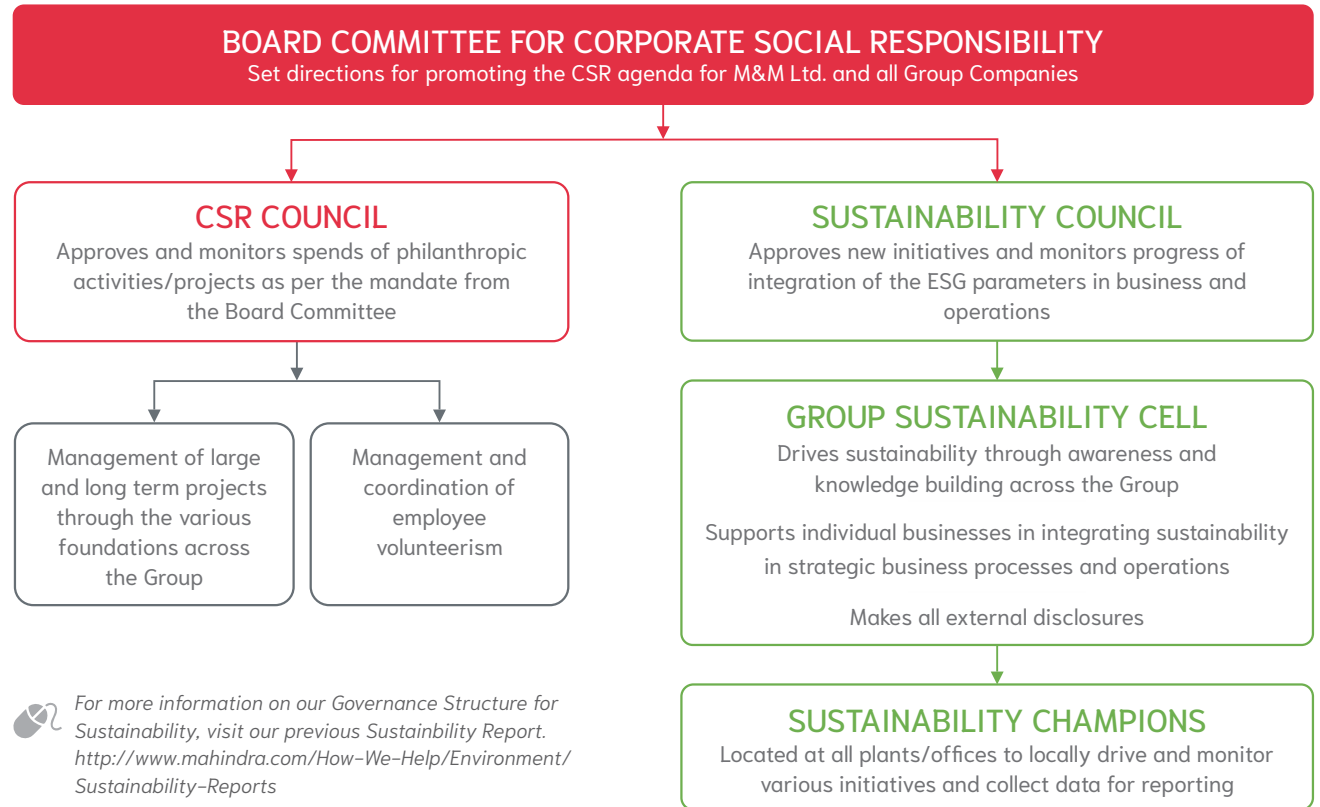 BOARD COMMITTEE FOR CORPORATE SOCIAL RESPONSIBILITY
Set directions for promoting the CSR agenda for M&M Ltd. and all Group Companies
CSR COUNCIL
Approves and monitors spends of philanthropic
activities/projects as per the mandate from
the Board Committee
Management of large
and long term projects
through the various
foundations across
the Group
Management and
coordination of
employee
volunteerism
For more information on our Governance Structure for
Sustainability, visit our previous Sustainbility Report.
http://www.mahindra.com/How-We-Help/Environment/
Sustainability-Reports
SUSTAINABILITY COUNCIL
Approves new initiatives and monitors progress of
integration of the ESG parameters in business and
operations
GROUP SUSTAINABILITY CELL
Drives sustainability through awareness and
knowledge building across the Group
Supports individual businesses in integrating sustainability
in strategic business processes and operations
Makes all external disclosures
SUSTAINABILITY CHAMPIONS
Located at all plants/offices to locally drive and monitor
various initiatives and collect data for reporting